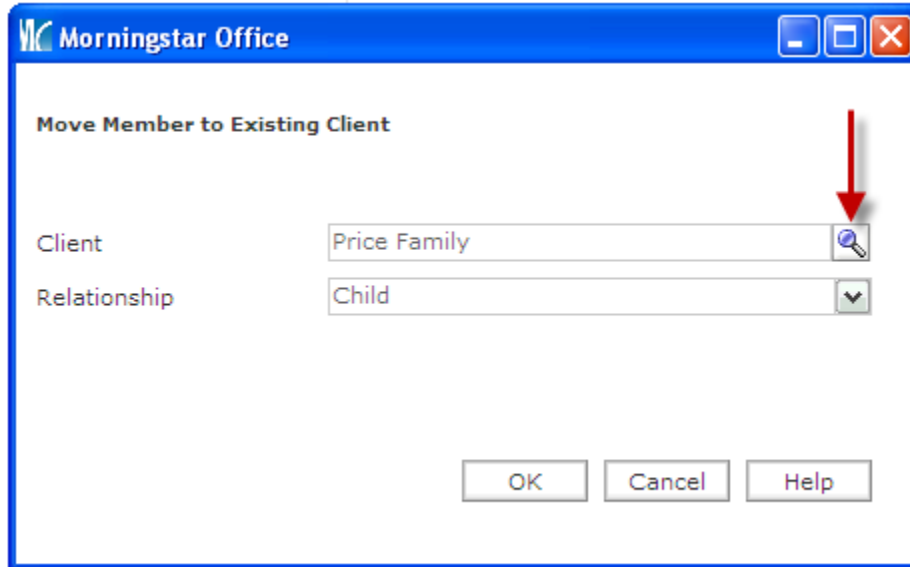 Morningstar Office
Move Member to Existing Client
Client Price Family
Relationship Child
OK Cancel Help